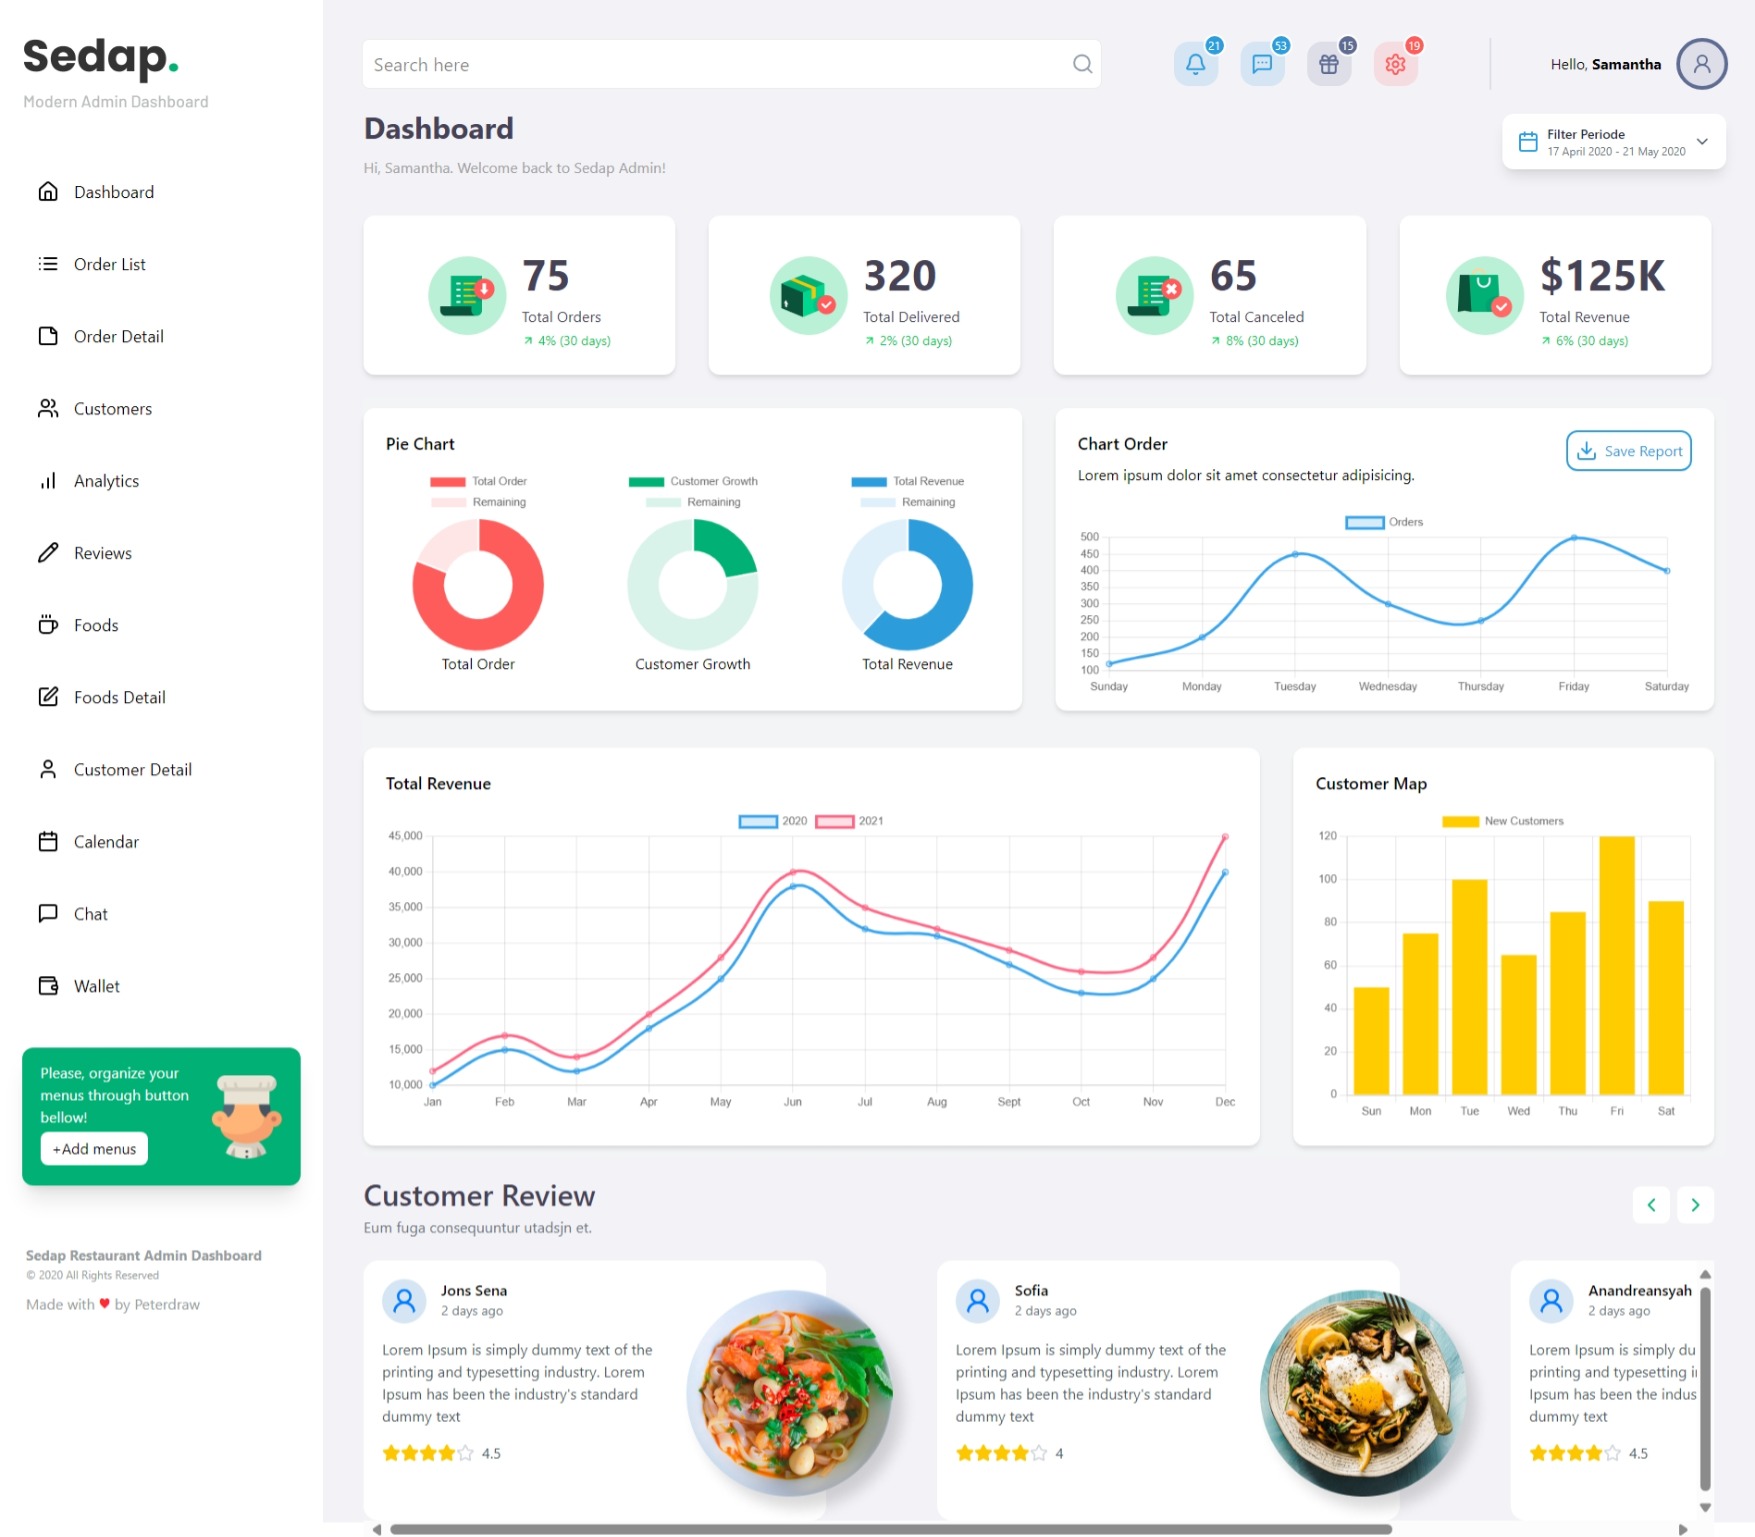 Sedap.
Modern Admin Dashboard
Dashboard
Order List
Order Detail
Customers
Analytics
Reviews
Foods
Foods Detail
Customer Detail
Calendar
Chat
Wallet
Please, organize your
menus through button
bellow!
+Add menus
Sedap Restaurant Admin Dashboard
© 2020 All Rights Reserved
Made with ♥ by Peterdraw
Search here
21
53
15
19
Hello, Samantha
Dashboard
Hi, Samantha. Welcome back to Sedap Admin!
Filter Periode
17 April 2020 - 21 May 2020
75
Total Orders
4% (30 days)
320
Total Delivered
2% (30 days)
65
Total Canceled
8% (30 days)
$125K
Total Revenue
6% (30 days)
Pie Chart
Total Order
Remaining
Total Order
Customer Growth
Remaining
Customer Growth
Total Revenue
Remaining
Total Revenue
Chart Order
Lorem ipsum dolor sit amet consectetur adipisicing.
Save Report
Orders
500
450
400
350
300
250
200
150
100
Sunday Monday Tuesday Wednesday Thursday Friday Saturday
Total Revenue
2020 2021
45,000
40,000
35,000
30,000
25,000
20,000
15,000
10,000
Jan Feb Mar Apr May Jun Jul Aug Sept Oct Nov Dec
Customer Map
New Customers
120
100
80
60
40
20
0
Sun Mon Tue Wed Thu Fri Sat
Customer Review
Eum fuga consequuntur utadsjn et.
Jons Sena
2 days ago
Lorem Ipsum is simply dummy text of the
printing and typesetting industry. Lorem
Ipsum has been the industry's standard
dummy text
4.5
Sofia
2 days ago
Lorem Ipsum is simply dummy text of the
printing and typesetting industry. Lorem
Ipsum has been the industry's standard
dummy text
4
Anandreansyah
2 days ago
Lorem Ipsum is simply du
printing and typesetting i
Ipsum has been the indus
dummy text
4.5